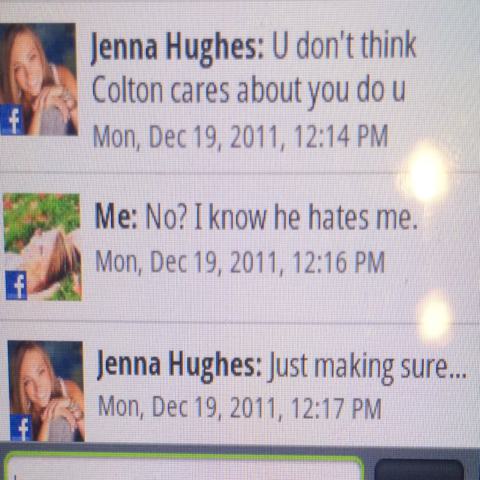 Jenna Hughes: U don't think
Colton cares about you do u
Mon, Dec 19, 2011, 12:14 PM
Me: No? I know he hates me.
Mon, Dec 19, 2011, 12:16 PM
Jenna Hughes: Just making sure...
Mon, Dec 19, 2011, 12:17 PM